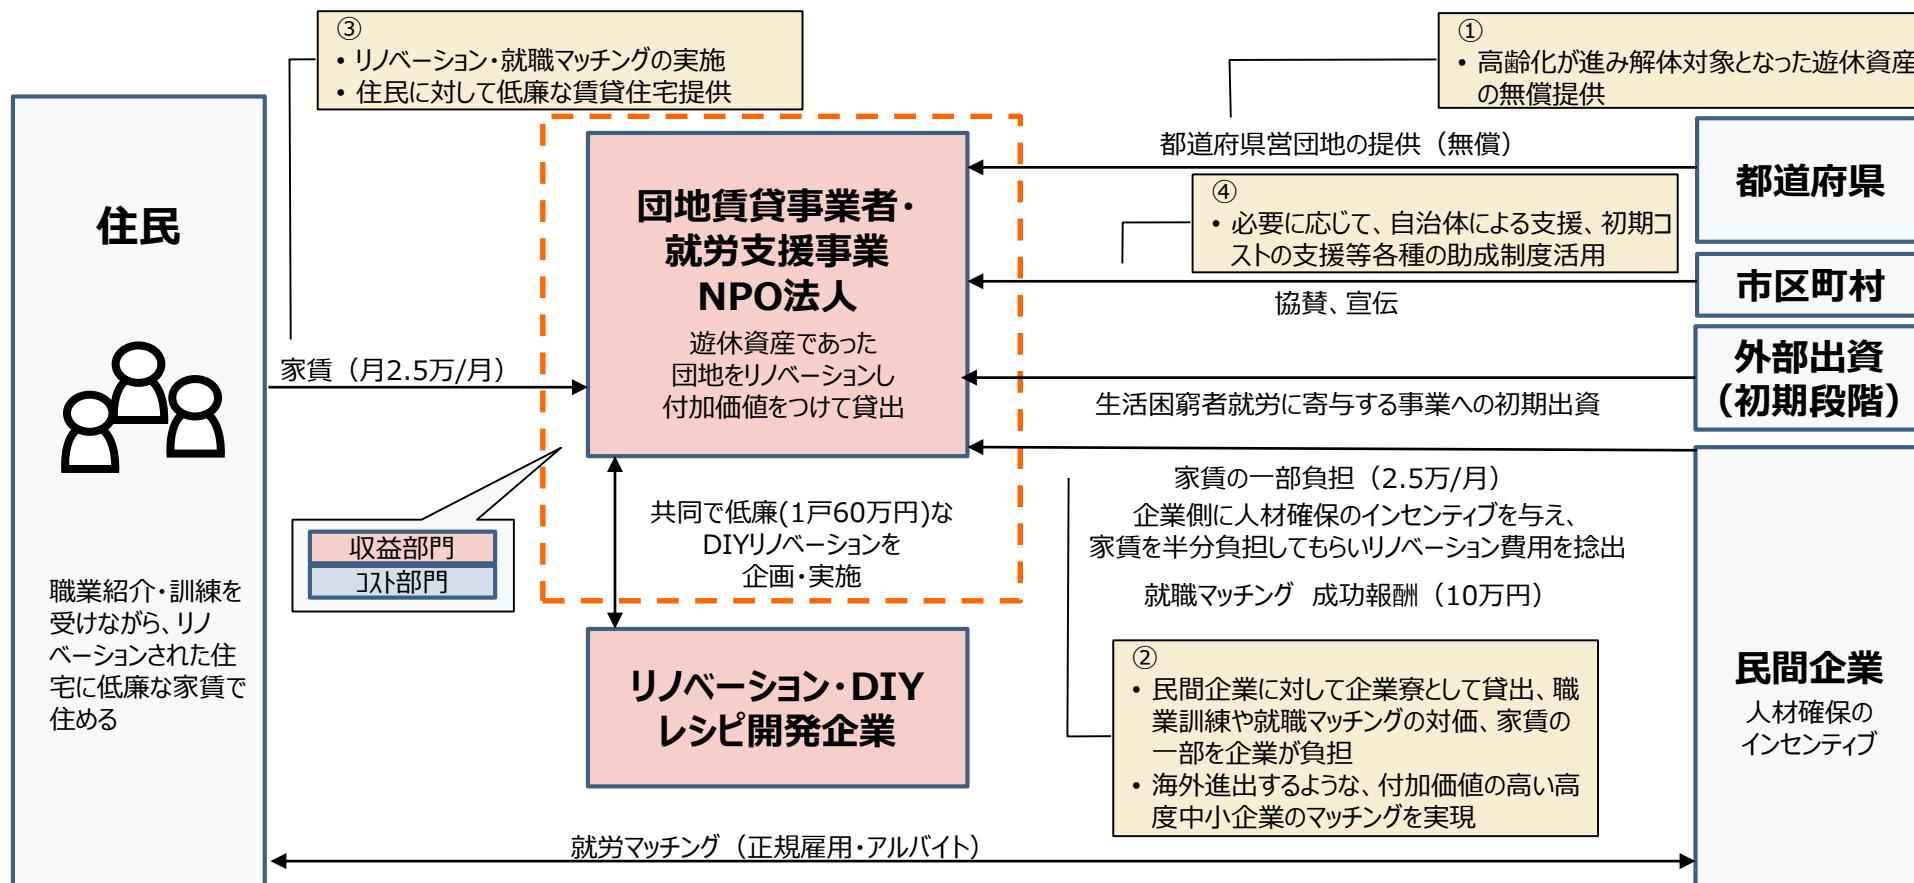 ③
• リノベーション・就職マッチングの実施
• 住民に対して低廉な賃貸住宅提供
①
• 高齢化が進み解体対象となった遊休資産
の無償提供
住民
職業紹介・訓練を
受けながら、リノ
ベーションされた住
宅に低廉な家賃で
住める
家賃（月2.5万/月）
団地賃貸事業者・
就労支援事業
NPO法人
遊休資産であった
団地をリノベーションし
付加価値をつけて貸出
収益部門
コスト部門
共同で低廉(1戸60万円)な
DIYリノベーションを
企画・実施
リノベーション・DIY
レシピ開発企業
都道府県営団地の提供（無償）
④
• 必要に応じて、自治体による支援、初期コ
ストの支援等各種の助成制度活用
協賛、宣伝
生活困窮者就労に寄与する事業への初期出資
家賃の一部負担（2.5万/月）
企業側に人材確保のインセンティブを与え、
家賃を半分負担してもらいリノベーション費用を捻出
就職マッチング 成功報酬（10万円）
②
• 民間企業に対して企業寮として貸出、職
業訓練や就職マッチングの対価、家賃の
一部を企業が負担
• 海外進出するような、付加価値の高い高
度中小企業のマッチングを実現
都道府県
市区町村
外部出資
（初期段階）
民間企業
人材確保の
インセンティブ
就労マッチング（正規雇用・アルバイト）